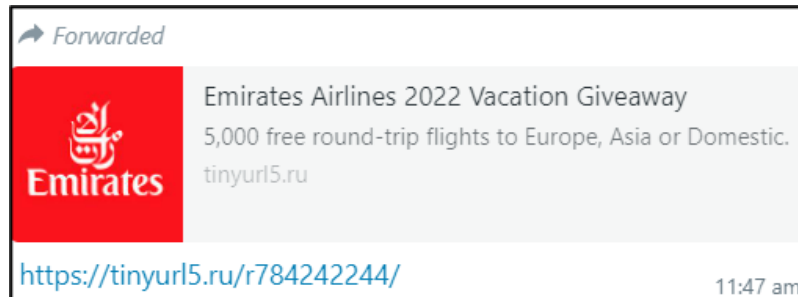 Forwarded
Emirates Airlines 2022 Vacation Giveaway
5,000 free round-trip flights to Europe, Asia or Domestic.
tinyurl5.ru
Emirates
https://tinyurl5.ru/r784242244/
11:47 am